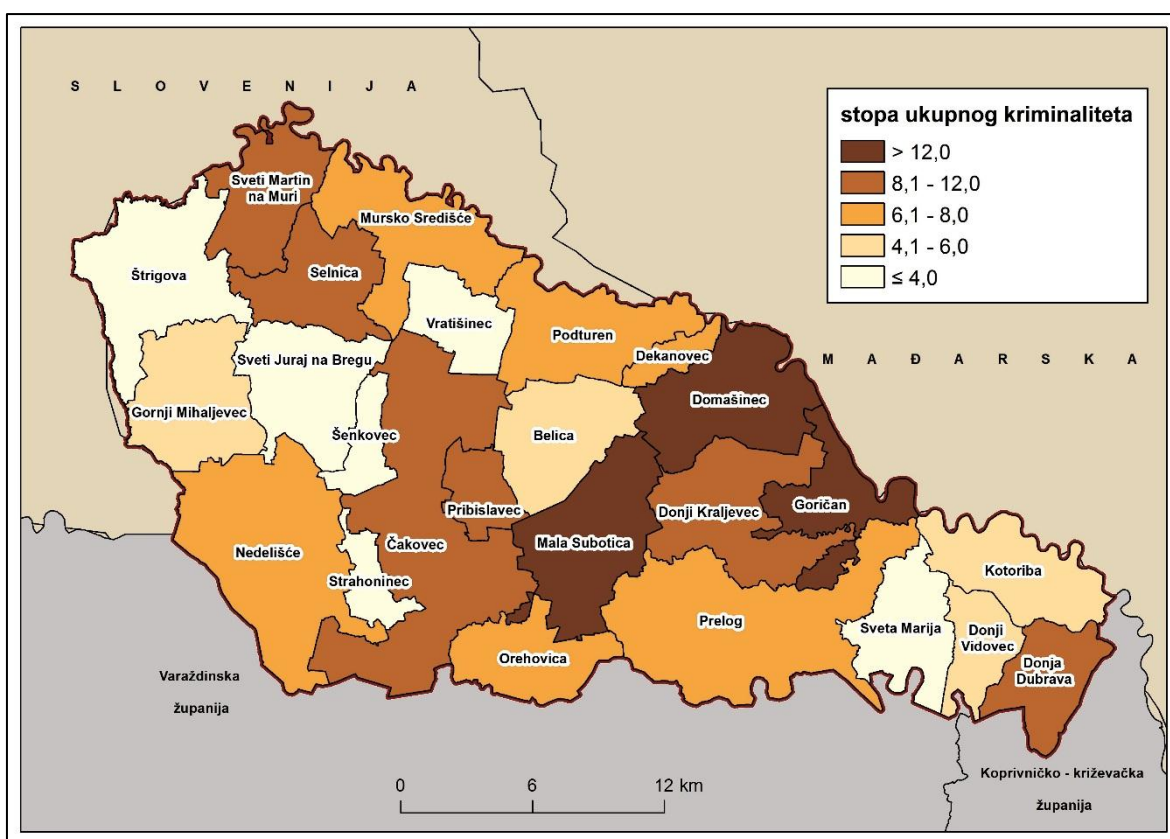 S L O V E N I J A
stopa ukupnog kriminaliteta
> 12,0
8,1 - 12,0
6,1 - 8,0
4,1 - 6,0
≤ 4,0
Sveti Martin
na Muri
Mursko Središće
Štrigova
Selnica
Vratišinec
Podturen
Dekanovec
M A Đ A R S K A
Sveti Juraj na Bregu
Gornji Mihaljevec
Šenkovec
Belica
Domašinec
Pribislavec
Donji Kraljevec
Goričan
Nedelišće
Čakovec
Mala Subotica
Strahoninec
Kotoriba
Prelog
Sveta Marija
Donji
Vidovec
Orehovica
Donja
Dubrava
Varaždinska
županija
0 6 12 km
Koprivničko - križevačka
županija